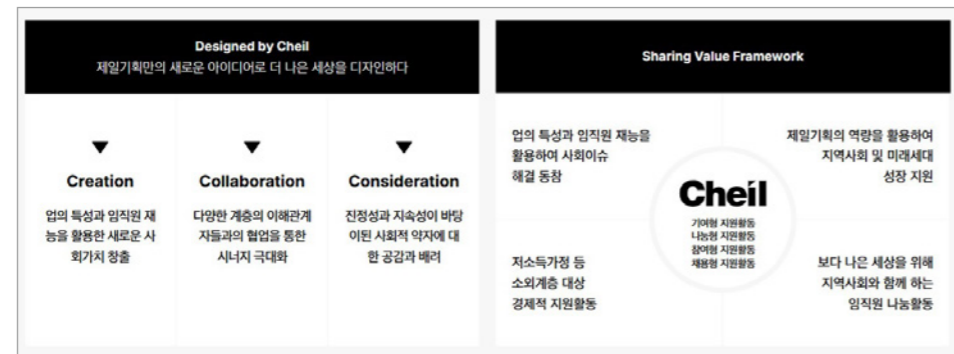 Designed by Cheil
제일기획만의 새로운 아이디어로 더 나은 세상을 디자인하다
Creation
업의 특성과 임직원 재
능을 활용한 새로운 사
회가치 창출
Collaboration
다양한 계층의 이해관계
자들과의 협업을 통한
시너지 극대화
Consideration
진정성과 지속성이 바탕
이된 사회적 약자에 대
한 공감과 배려
Sharing Value Framework
업의 특성과 임직원 재능을
활용하여 사회이슈
해결 동참
제일기획의 역량을 활용하여
지역사회 및 미래세대
성장 지원
Cheil
기여형 지원활동
나눔형 지원활동
참여형 지원활동
재용형 지원활동
저소득가정 등
소외계층 대상
경제적 지원활동
보다 나은 세상을 위해
지역사회와 함께 하는
임직원 나눔활동